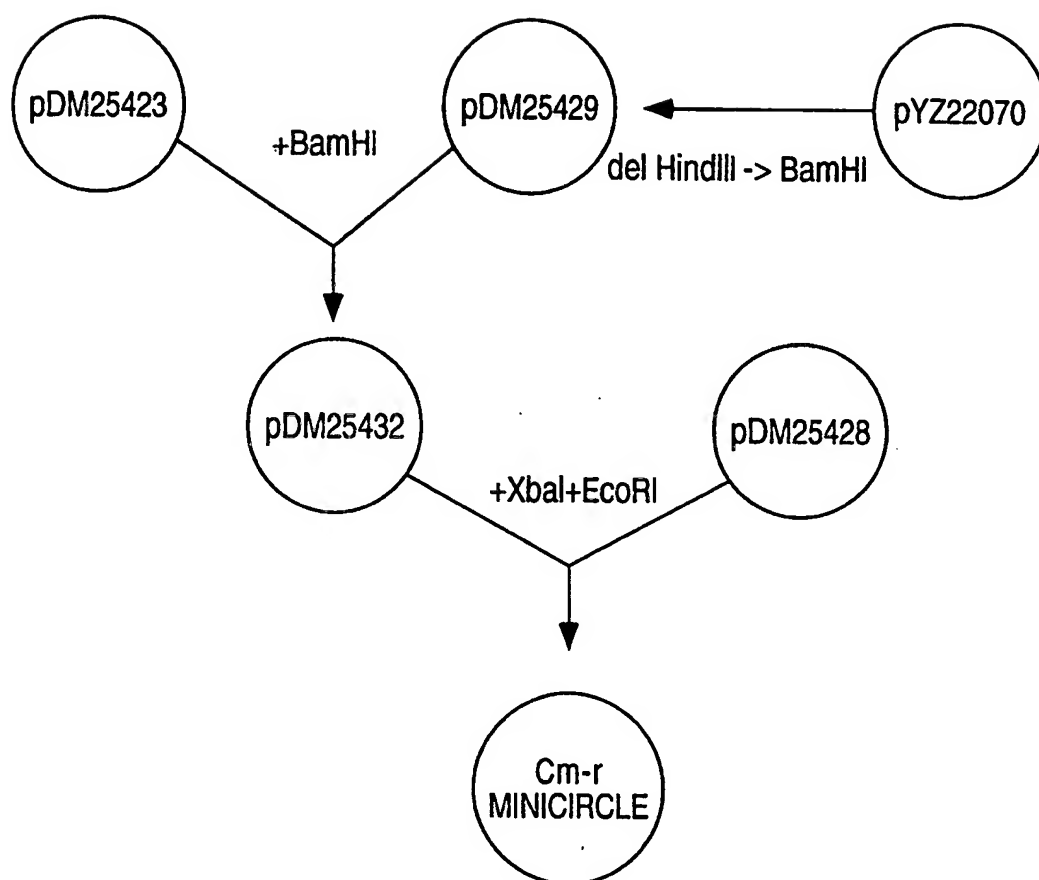 pDM25423
pDM25429
pYZ22070
+BamHI
del HindIII -> BamHI
pDM25432
pDM25428
+XbaI+EcoRI
Cm-r
MINICIRCLE